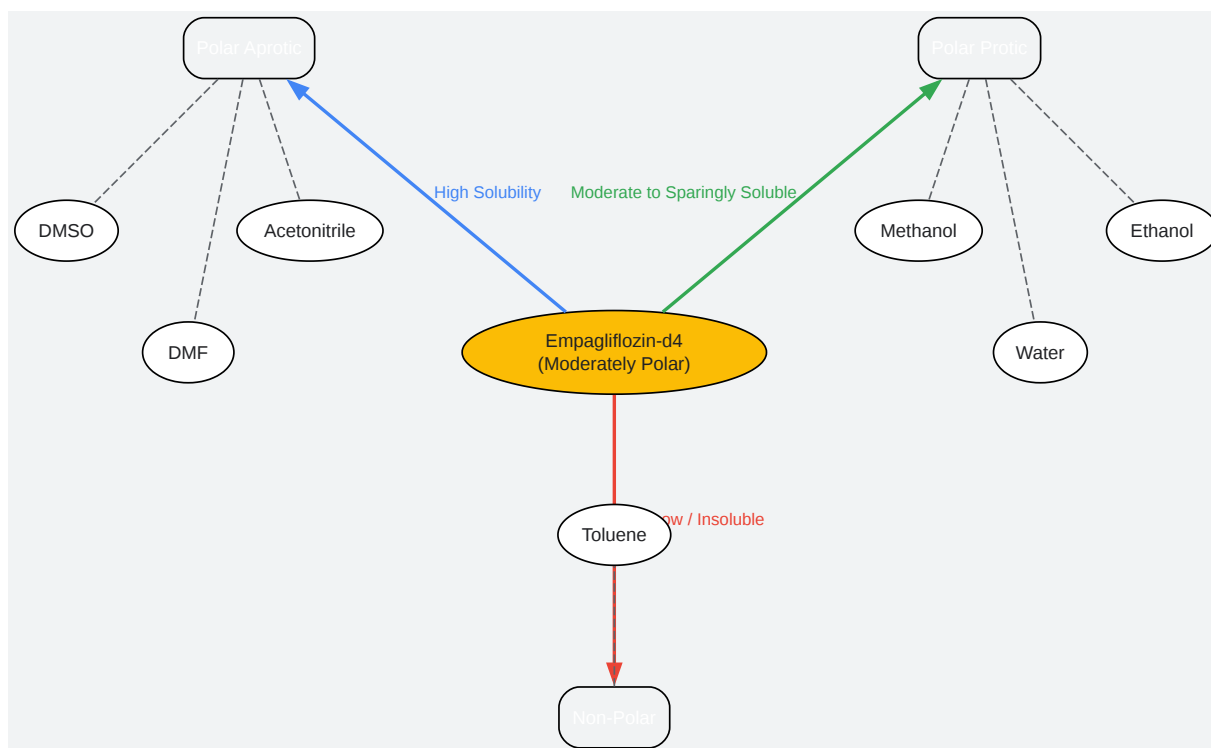 Polar Aprotic
Polar Protic
High Solubility
Moderate to Sparingly Soluble
DMSO
Acetonitrile
Methanol
Ethanol
DMF
Empagliflozin-d4
(Moderately Polar)
Water
ow / Insoluble
Toluene
Non-Polar